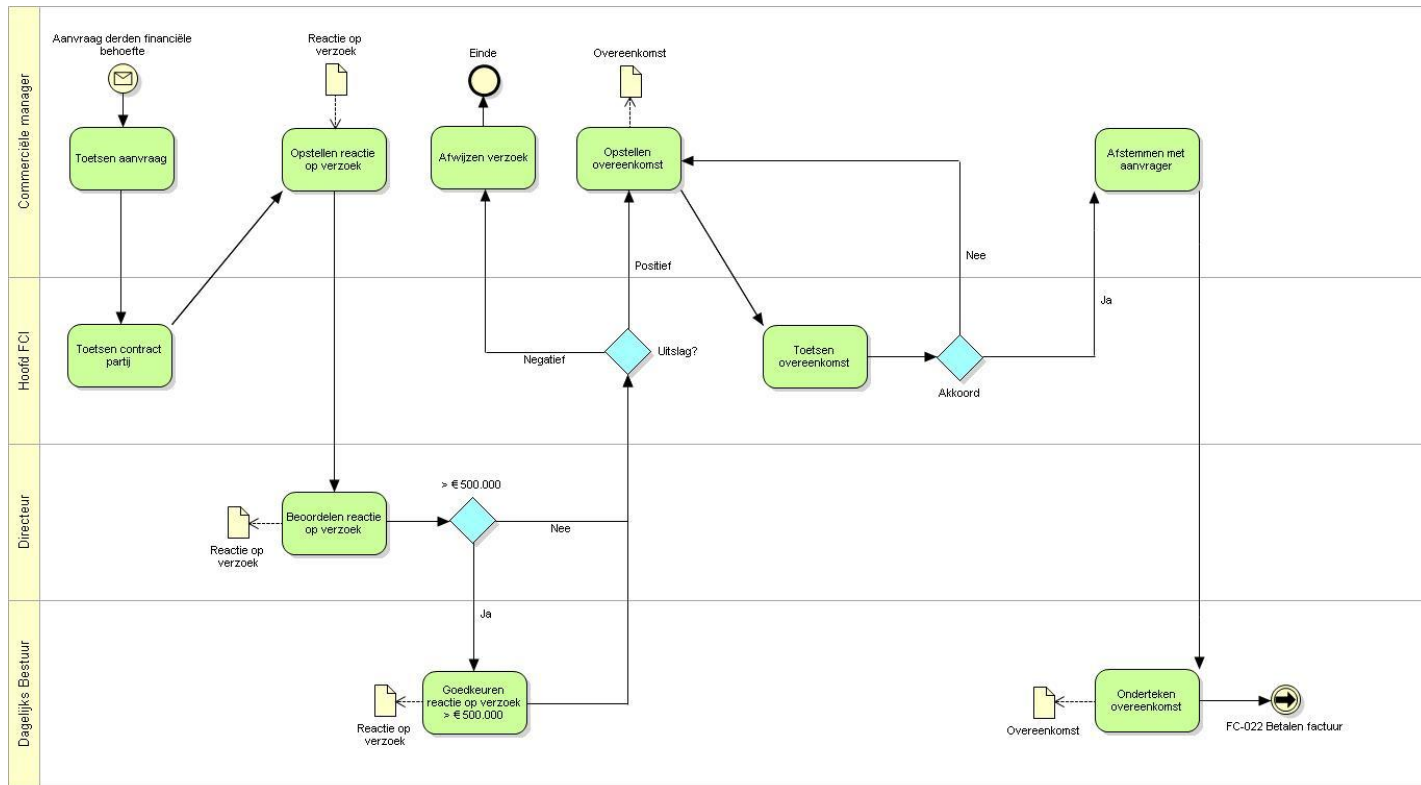 Commerciële manager
Aanvraag derden financiële
behoefte
Toetsen aanvraag
Reactie op
verzoek
Opstellen reactie
op verzoek
Einde
Afwijzen verzoek
Overeenkomst
Opstellen
overeenkomst
Afstemmen met
aanvrager
Positief
Nee
Hoofd FCI
Toetsen contract
partij
Negatief
Uitslag?
Toetsen
overeenkomst
Akkoord
Ja
Directeur
Reactie op
verzoek
Beoordelen reactie
op verzoek
> € 500.000
Nee
Ja
Dagelijks Bestuur
Reactie op
verzoek
Goedkeuren
reactie op verzoek
> € 500.000
Overeenkomst
Onderteken
overeenkomst
FC-022 Betalen factuur